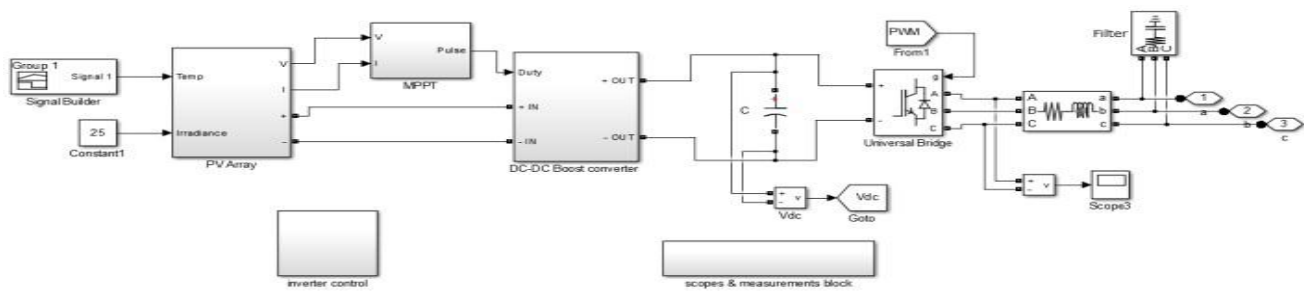 Group 1
Signal 1
Signal Builder
25
Constant1
Temp
Irradiance
V
I
+
-
PV Array
V
I
Pulse
MPPT
Duty
+ IN
- IN
+ OUT
- OUT
DC-DC Boost converter
C
+
-
v
Vdc
Vdc
Goto
PWM
From1
+
-
g
A
B
C
Universal Bridge
A
B
C
a
b
c
Filter
A
B
C
1
a
2
b
3
c
+
-
v
Scope3
inverter control
scopes & measurements block